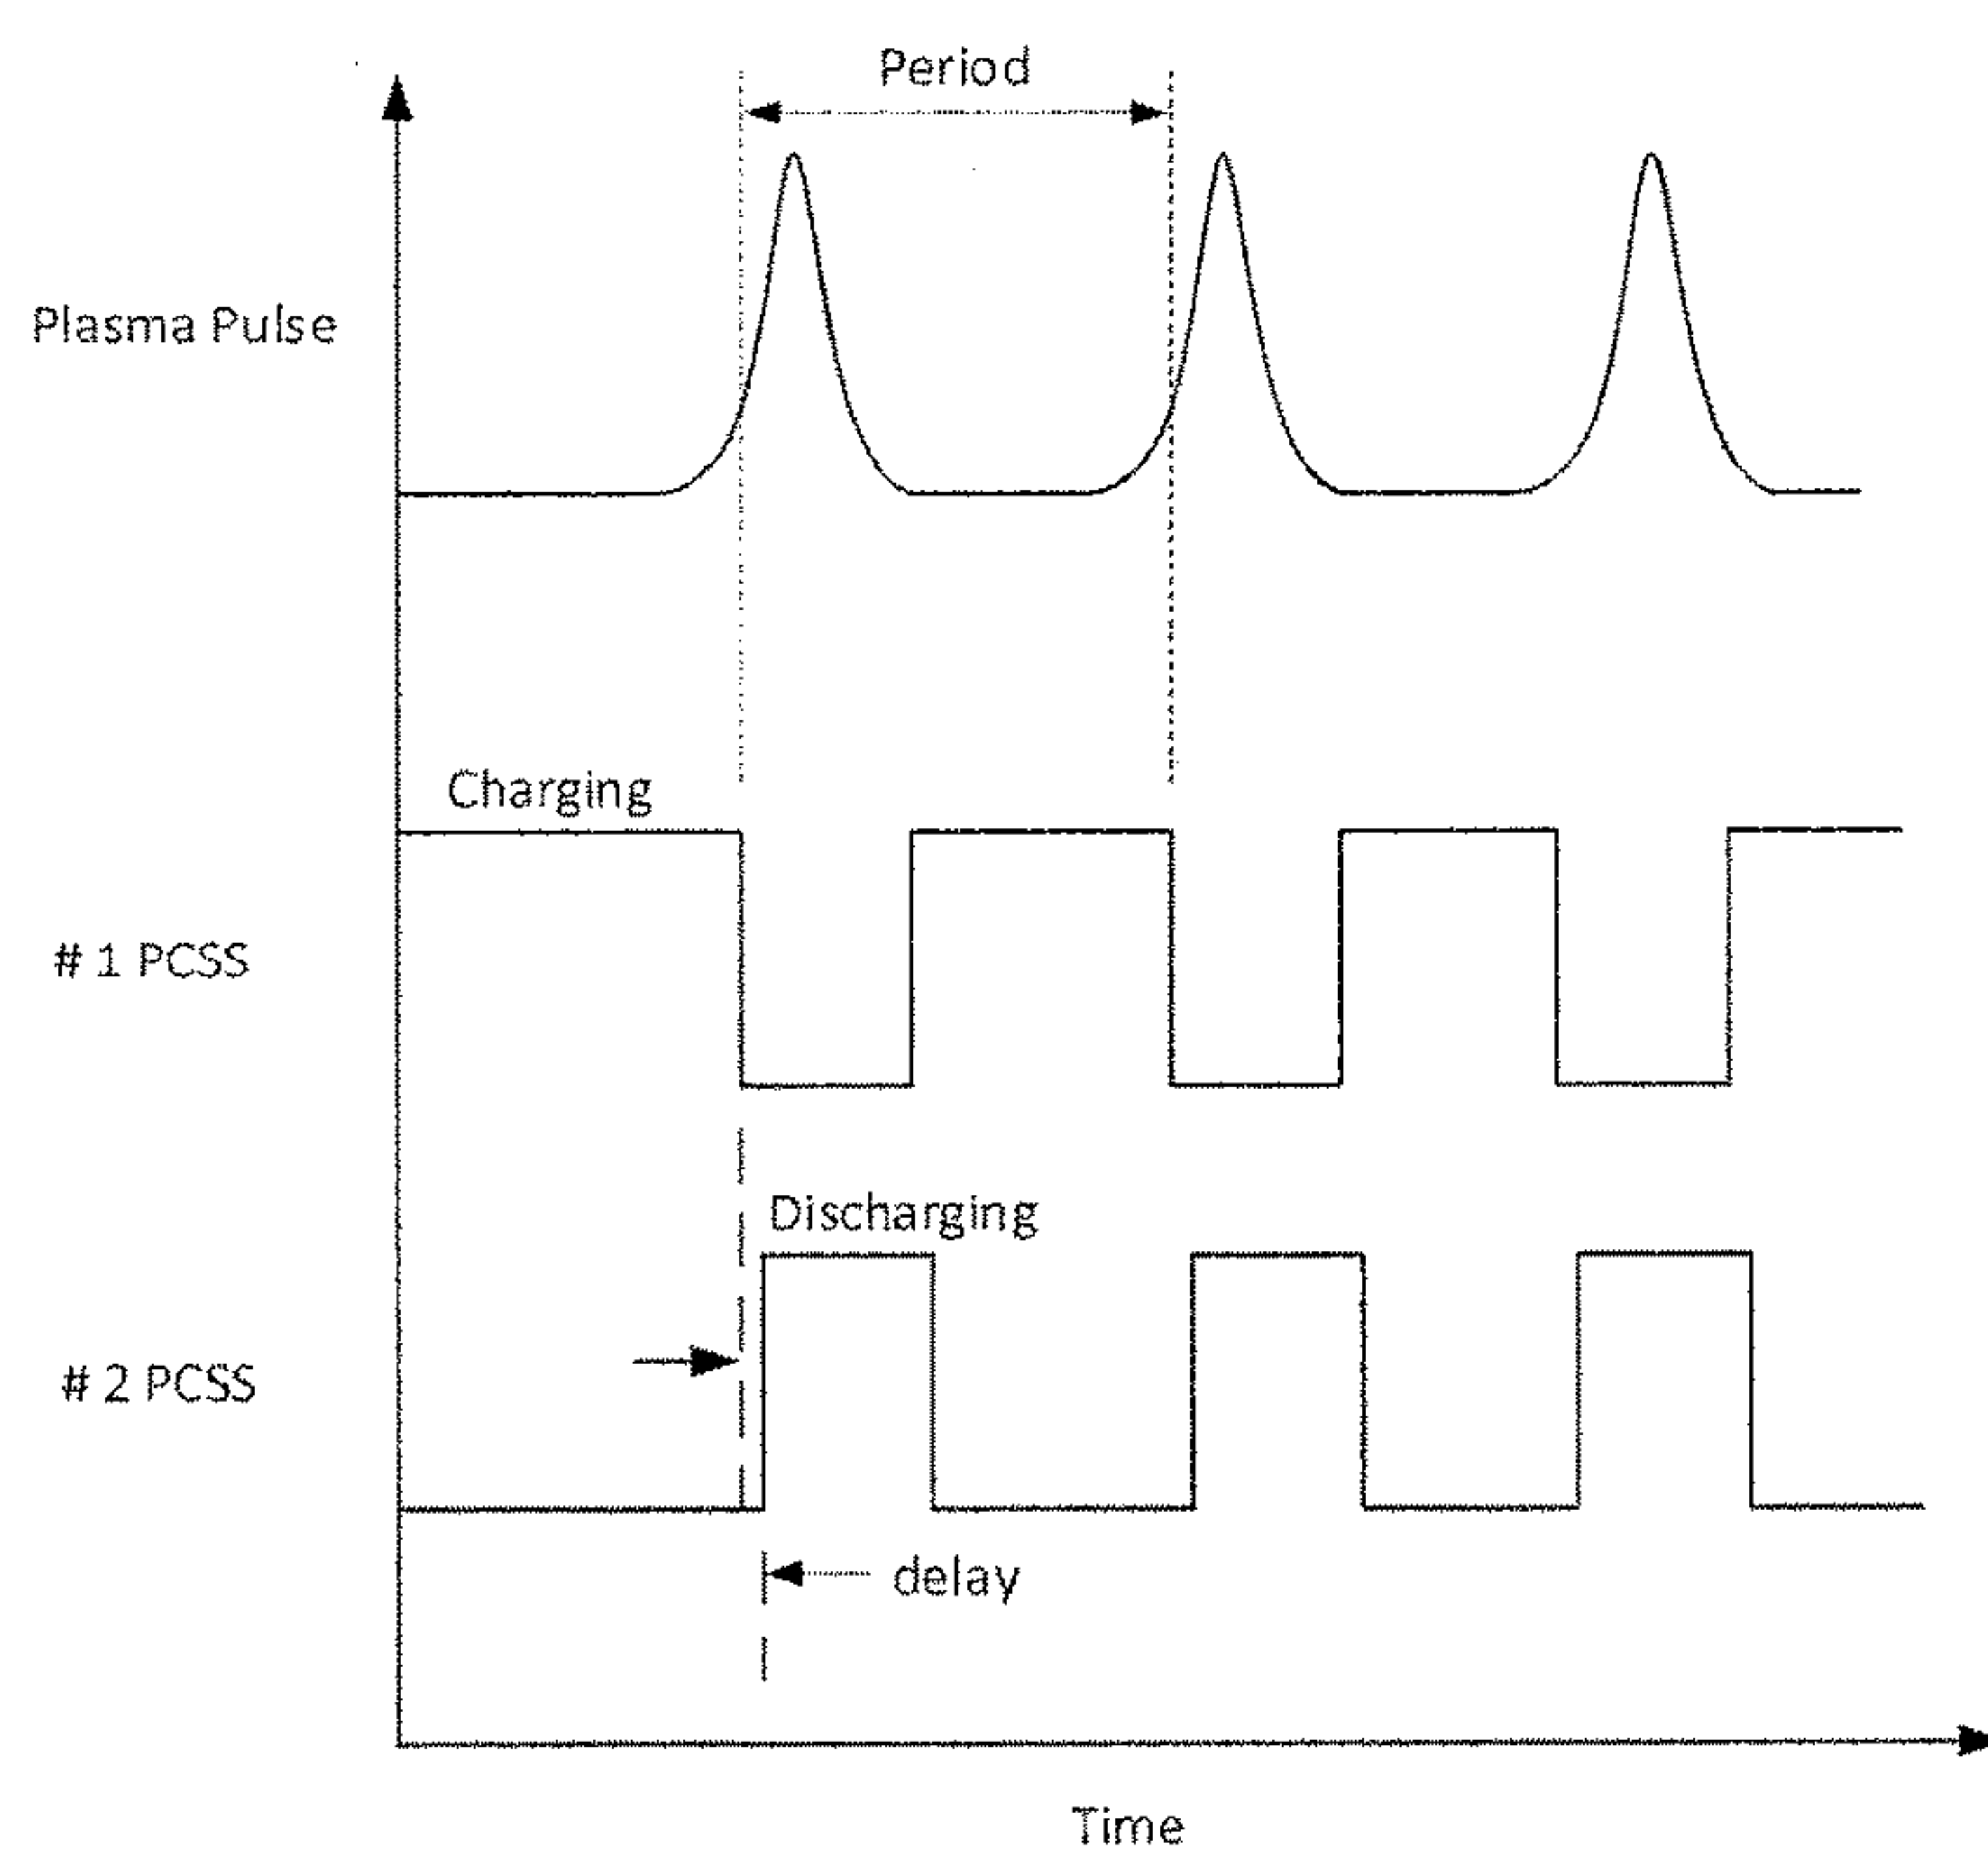 Period
Plasma Pulse
Charging
# 1 PCSS
Discharging
# 2 PCSS
delay
Time